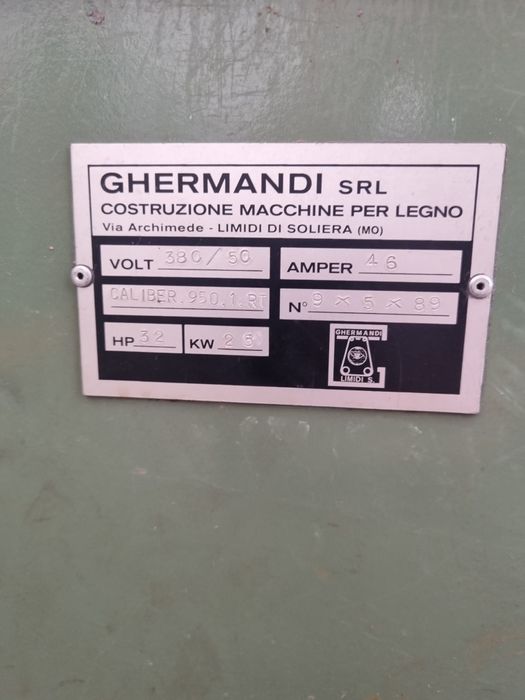 GHERMANDI SRL
COSTRUZIONE MACCHINE PER LEGNO
Via Archimede - LIMIDI DI SOLIERA (MO)
VOLT 380/50 AMPER 46
CALIBER.950.1.RT N° 9 x 5 x 89
HP 32 KW
GHERMANDI
LIMIDI S.